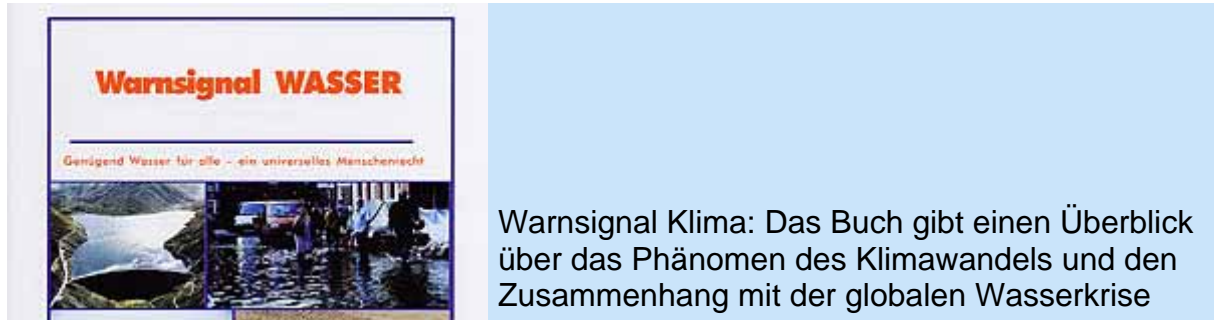 Warnsignal WASSER
Genügend Wasser für alle – ein universelles Menschenrecht
Warnsignal Klima: Das Buch gibt einen Überblick
über das Phänomen des Klimawandels und den
Zusammenhang mit der globalen Wasserkrise